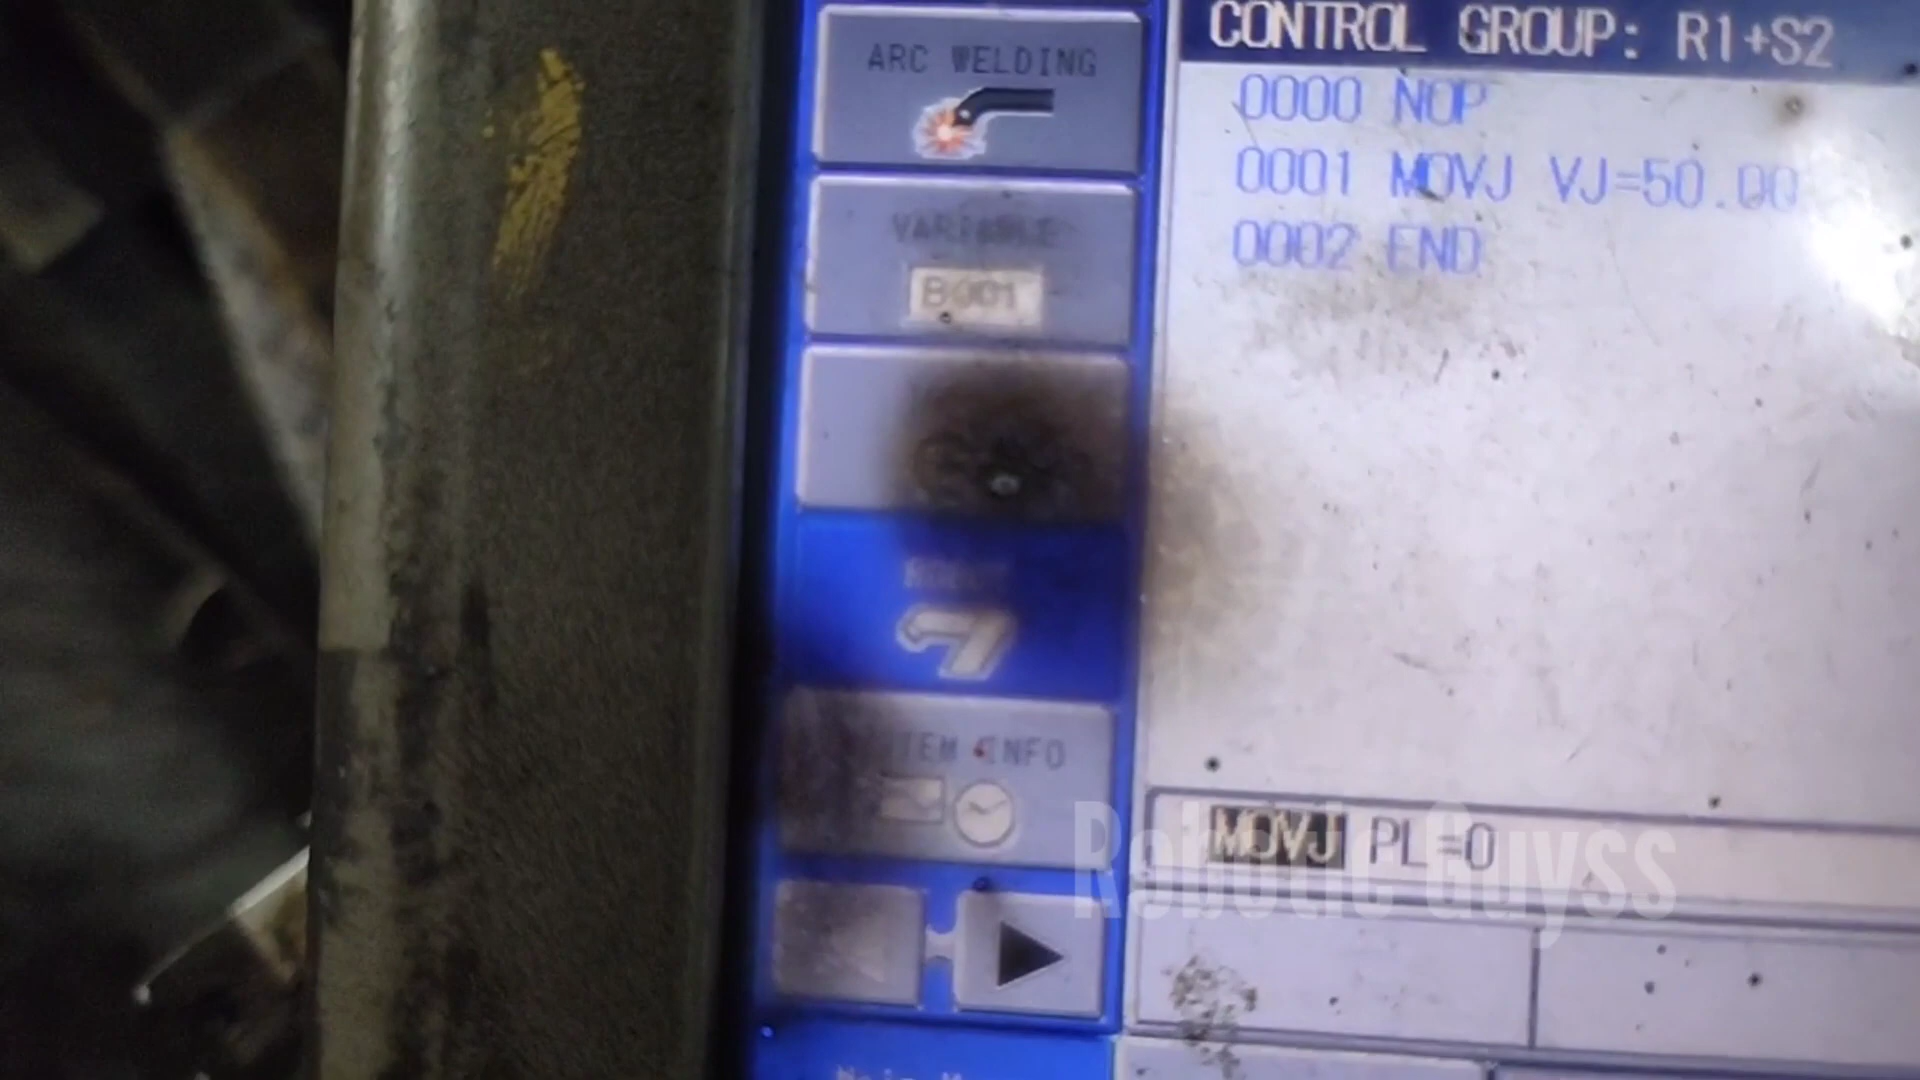 ARC WELDING
VARIABLE
B001
ROBOT
INFO
CONTROL GROUP: R1+S2
0000 NOP
0001 MOVJ VJ=50.00
0002 END
MOVJ PL=0
Robotic Guyss